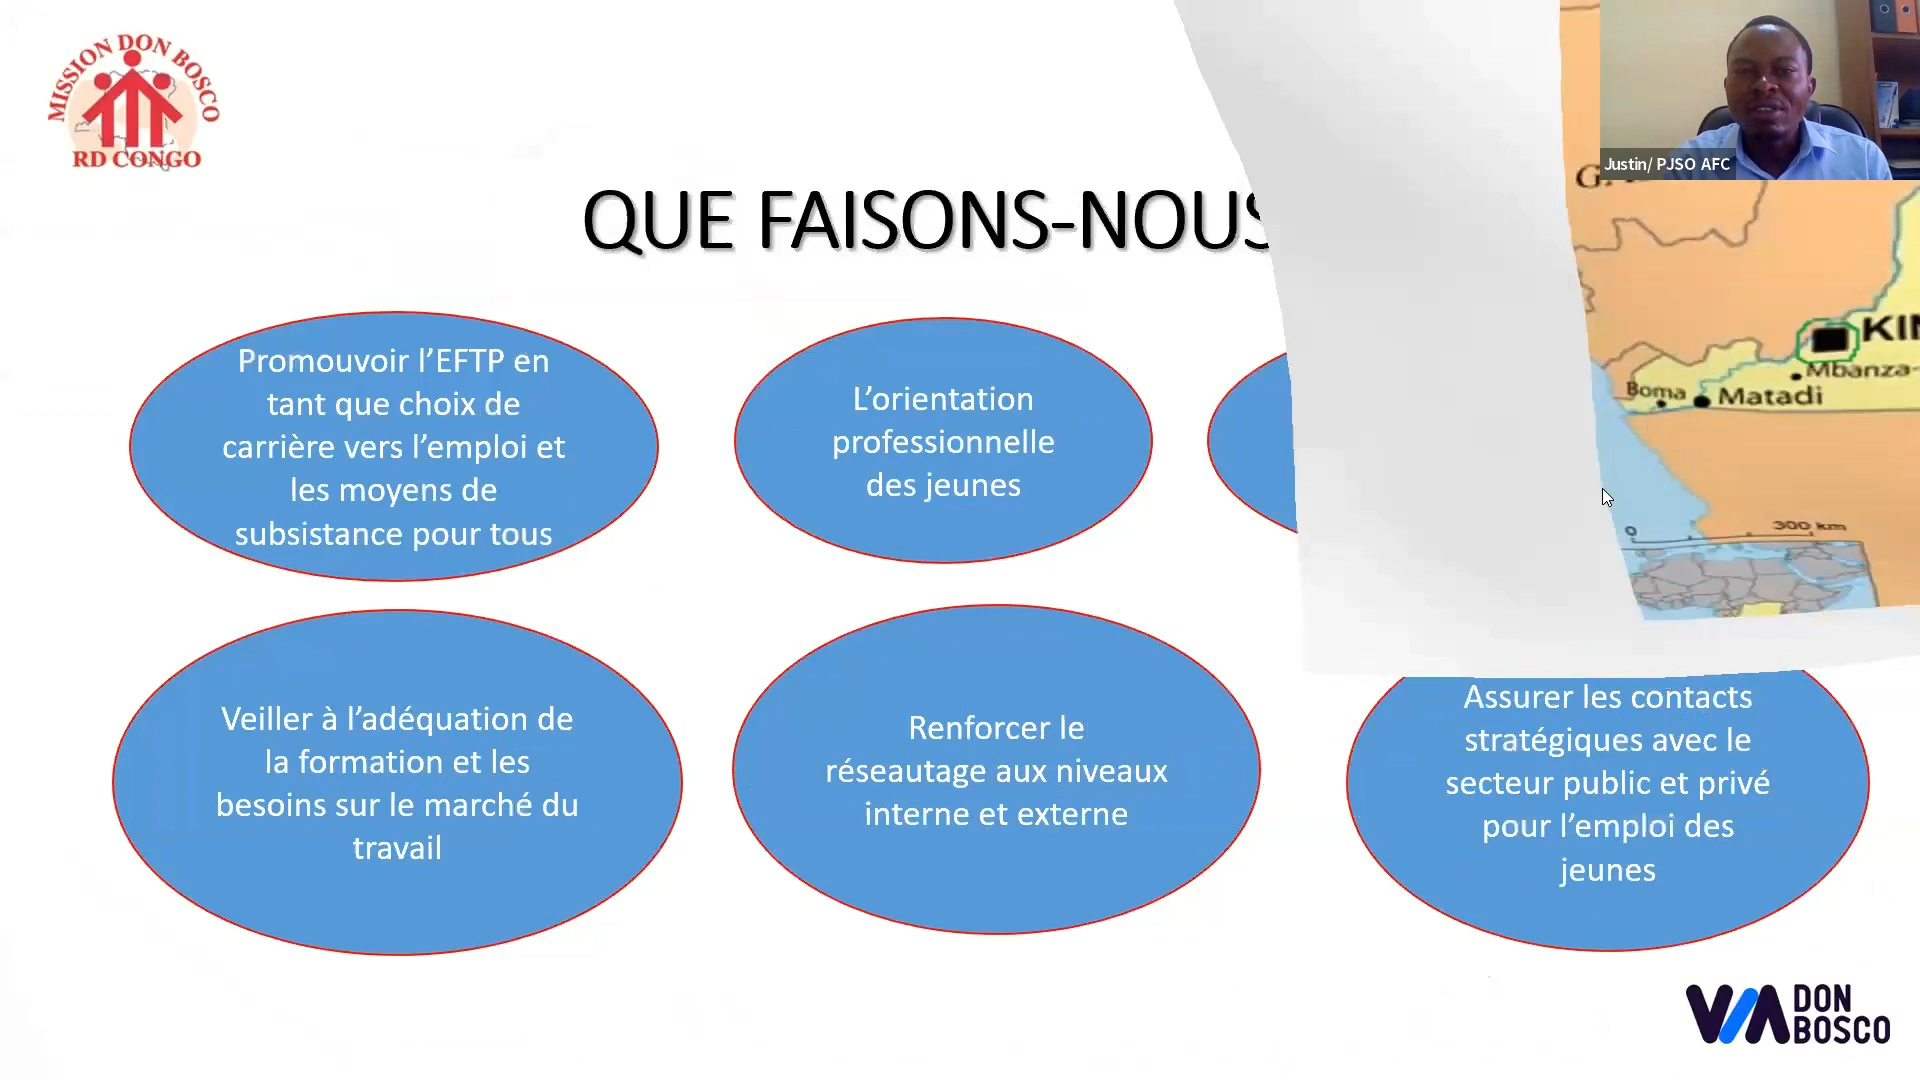 MISSION DON BOSCO
RD CONGO
Justin/ PJSO AFC
QUE FAISONS-NOUS
Promouvoir l’EFTP en
tant que choix de
carrière vers l’emploi et
les moyens de
subsistance pour tous
L’orientation
professionnelle
des jeunes
Boma
Matadi
0
300 km
Veiller à l’adéquation de
la formation et les
besoins sur le marché du
travail
Renforcer le
réseautage aux niveaux
interne et externe
Assurer les contacts
stratégiques avec le
secteur public et privé
pour l’emploi des
jeunes
VIA DON
BOSCO